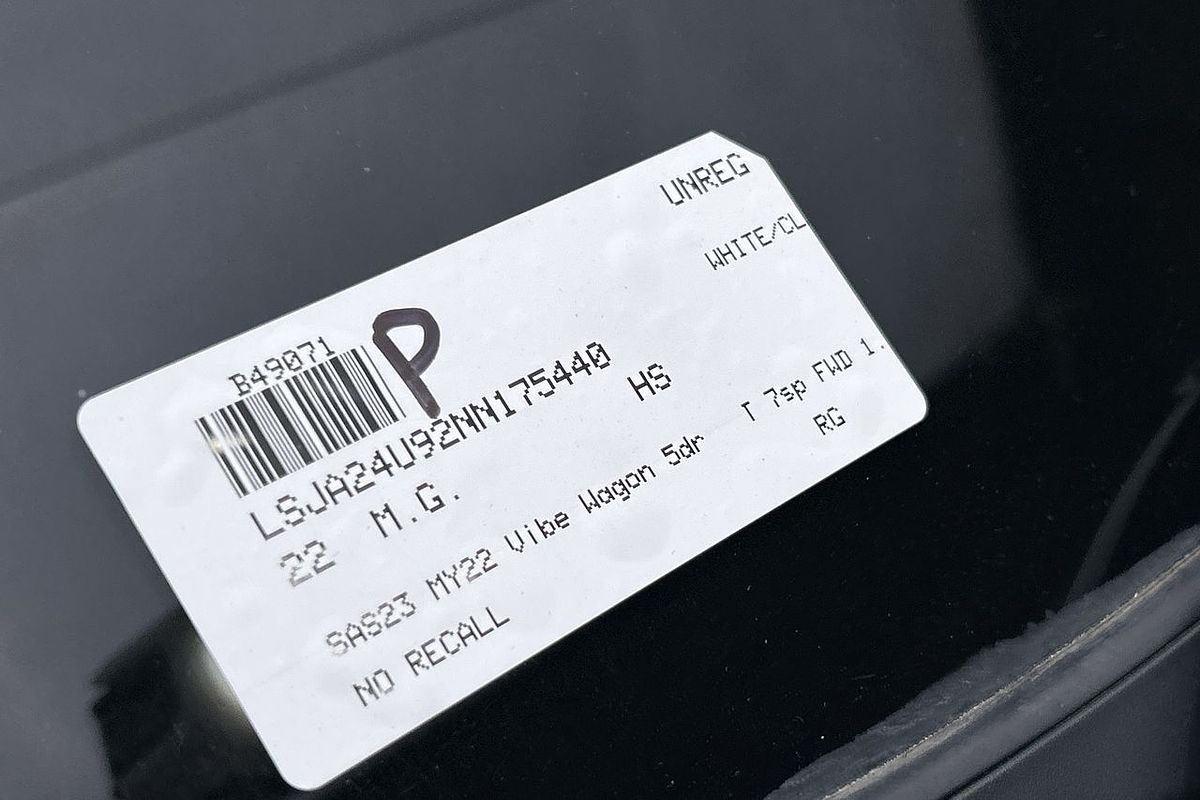 UNREG
WHITE/CL
B49071
P
LSJA24U92NN175440
22 M.G. HS
SAS23 MY22 Vibe Wagon 5dr T 7sp FWD 1.
NO RECALL RG